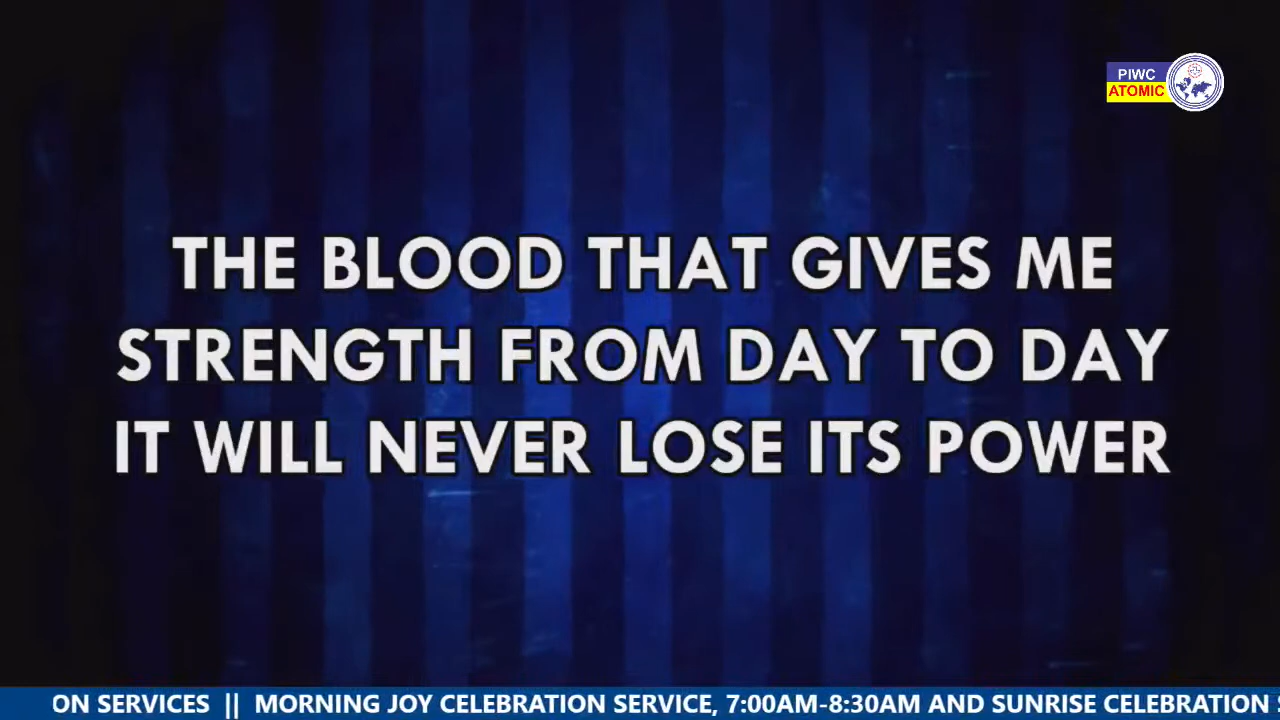 PIWC
ATOMIC
THE BLOOD THAT GIVES ME
STRENGTH FROM DAY TO DAY
IT WILL NEVER LOSE ITS POWER
ON SERVICES || MORNING JOY CELEBRATION SERVICE, 7:00AM-8:30AM AND SUNRISE CELEBRATION